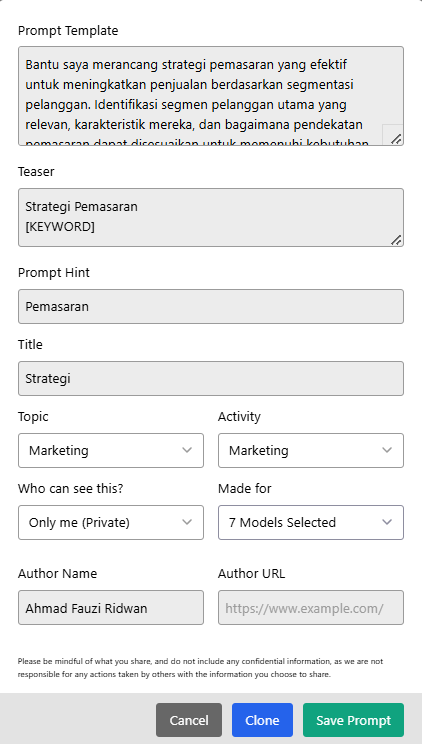 Prompt Template
Bantu saya merancang strategi pemasaran yang efektif
untuk meningkatkan penjualan berdasarkan segmentasi
pelanggan. Identifikasi segmen pelanggan utama yang
relevan, karakteristik mereka, dan bagaimana pendekatan
pemasaran dapat disesuaikan untuk memenuhi kebutuhan
Teaser
Strategi Pemasaran
[KEYWORD]
Prompt Hint
Pemasaran
Title
Strategi
Topic
Activity
Marketing
Marketing
Who can see this?
Made for
Only me (Private)
7 Models Selected
Author Name
Author URL
Ahmad Fauzi Ridwan
https://www.example.com/
Please be mindful of what you share, and do not include any confidential information, as we are not
responsible for any actions taken by others with the information you choose to share.
Cancel
Clone
Save Prompt